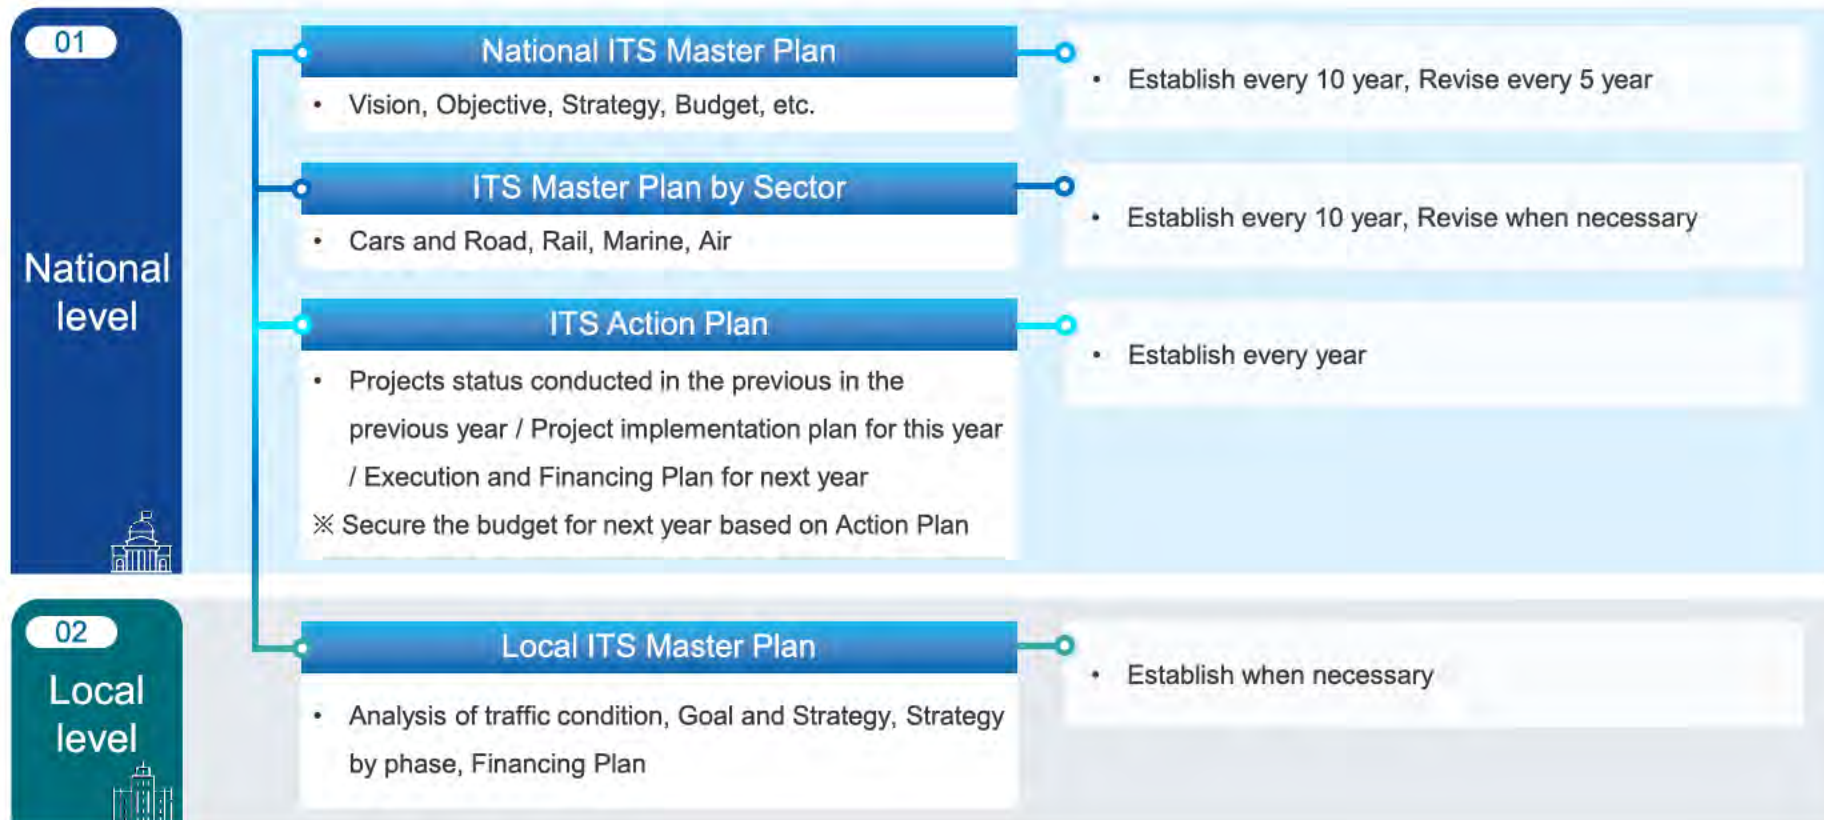 01
National
level
National ITS Master Plan
• Vision, Objective, Strategy, Budget, etc.
• Establish every 10 year, Revise every 5 year
ITS Master Plan by Sector
• Cars and Road, Rail, Marine, Air
• Establish every 10 year, Revise when necessary
ITS Action Plan
• Projects status conducted in the previous in the
previous year / Project implementation plan for this year
/ Execution and Financing Plan for next year
※ Secure the budget for next year based on Action Plan
• Establish every year
02
Local
level
Local ITS Master Plan
• Analysis of traffic condition, Goal and Strategy, Strategy
by phase, Financing Plan
• Establish when necessary